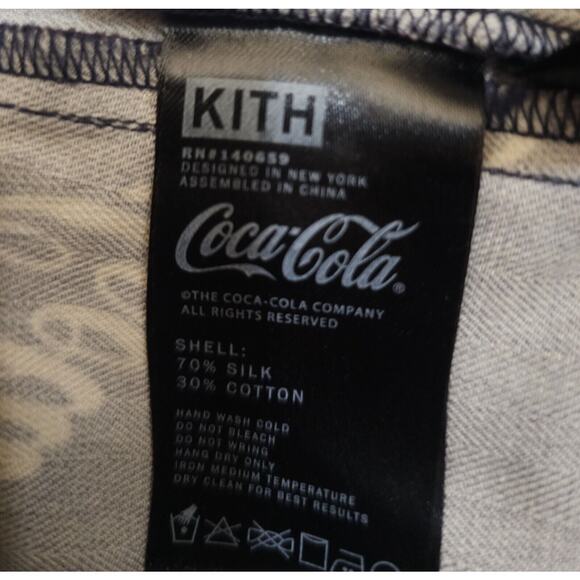 KITH
RN#140659
DESIGNED IN NEW YORK
ASSEMBLED IN CHINA
Coca-Cola®
©THE COCA-COLA COMPANY
ALL RIGHTS RESERVED
SHELL:
70% SILK
30% COTTON
HAND WASH COLD
DO NOT BLEACH
DO NOT WRING
HANG DRY ONLY
IRON MEDIUM TEMPERATURE
DRY CLEAN FOR BEST RESULTS